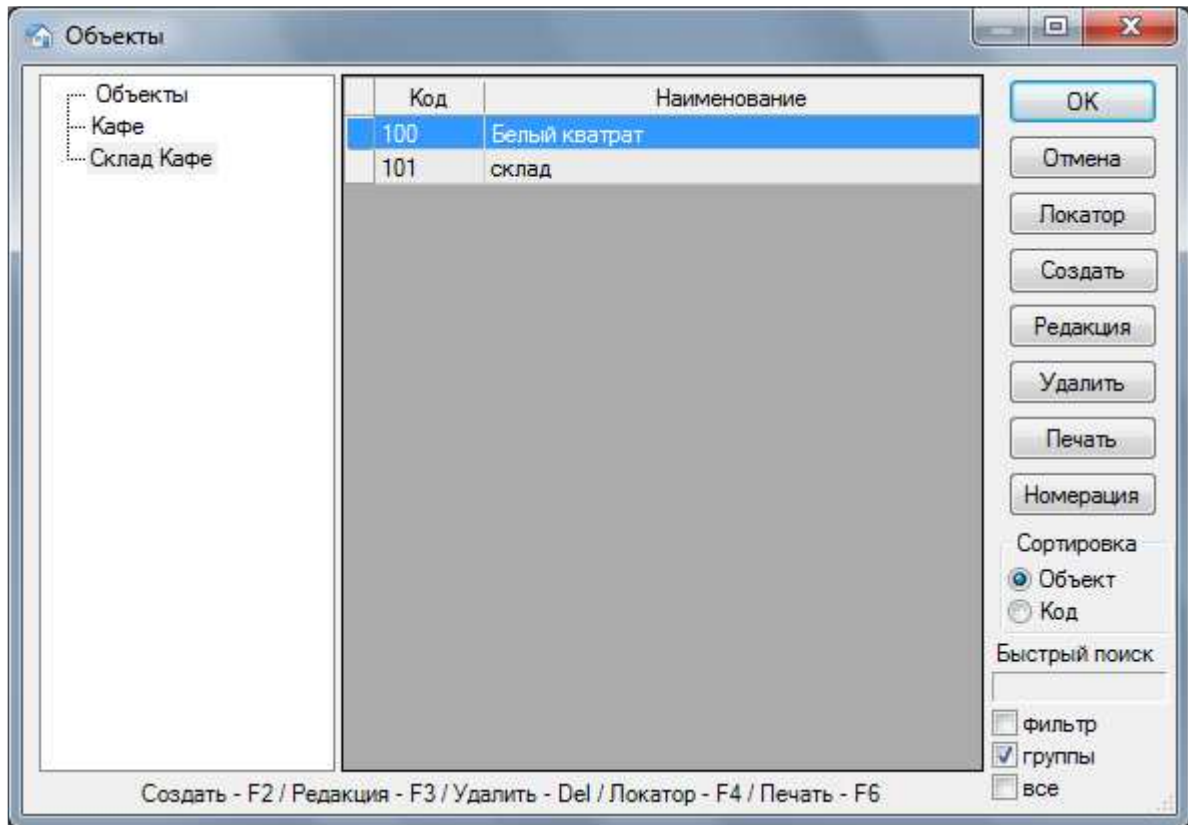 Объекты
Объекты
Кафе
Склад Кафе
Код Наименование
100 Белый кватрат
101 склад
OK
Отмена
Локатор
Создать
Редакция
Удалить
Печать
Номерация
Сортировка
Объект
Код
Быстрый поиск
фильтр
группы
все
Создать - F2 / Редакция - F3 / Удалить - Del / Локатор - F4 / Печать - F6